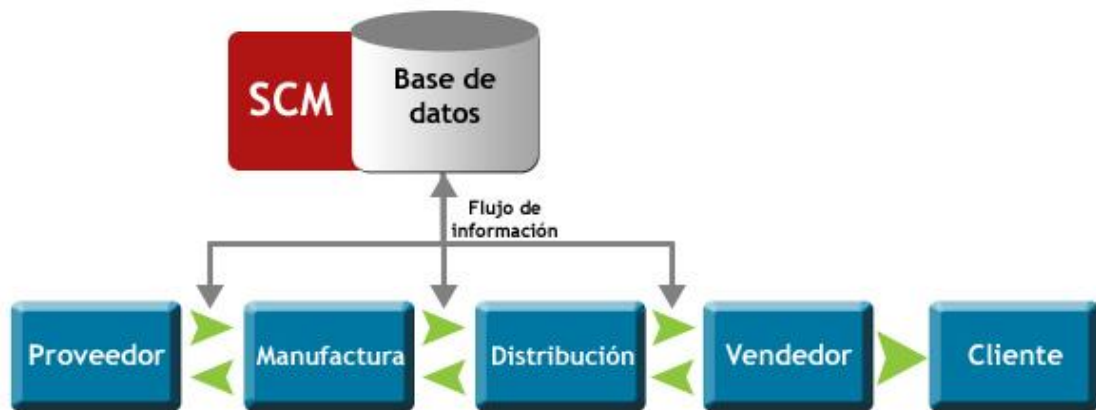 SCM
Base de
datos
Flujo de
información
Proveedor
Manufactura
Distribución
Vendedor
Cliente